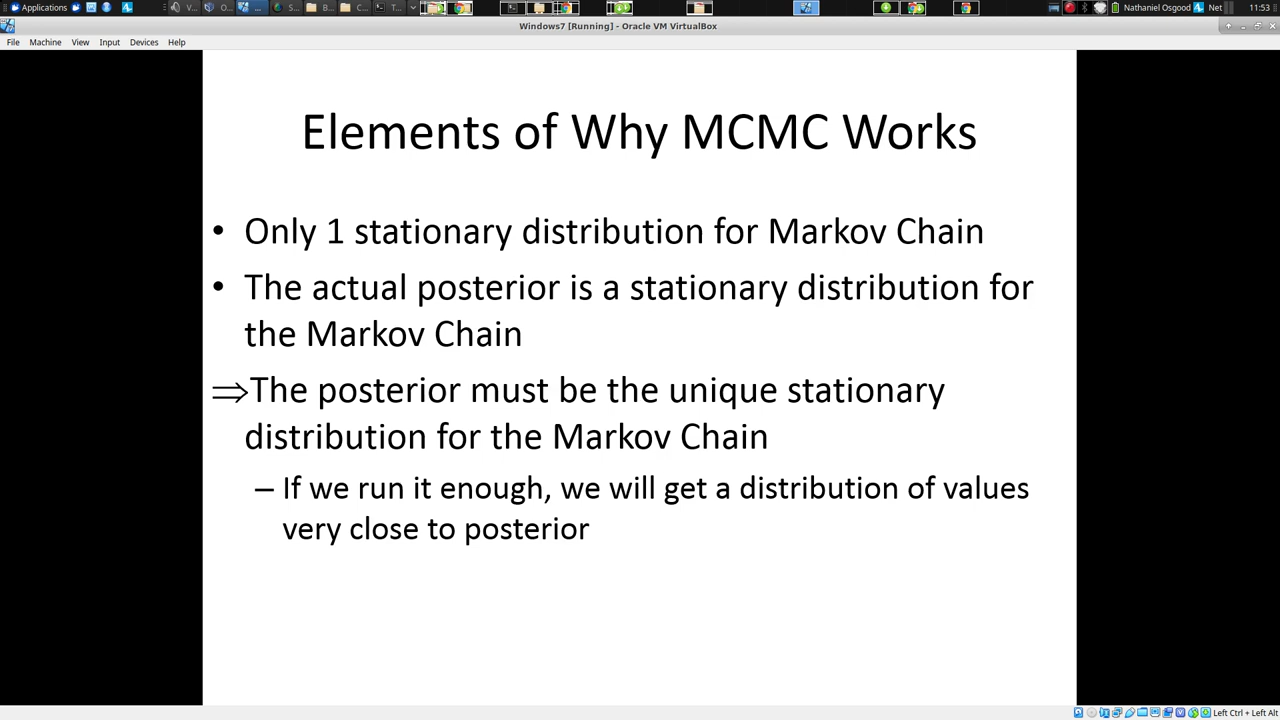 Applications
V...
O...
...
S...
B...
C...
T...
Nathaniel Osgood
Net
11:53
Windows7 [Running] - Oracle VM VirtualBox
File Machine View Input Devices Help
Elements of Why MCMC Works
• Only 1 stationary distribution for Markov Chain
• The actual posterior is a stationary distribution for
the Markov Chain
⇒The posterior must be the unique stationary
distribution for the Markov Chain
– If we run it enough, we will get a distribution of values
very close to posterior
Left Ctrl + Left Alt